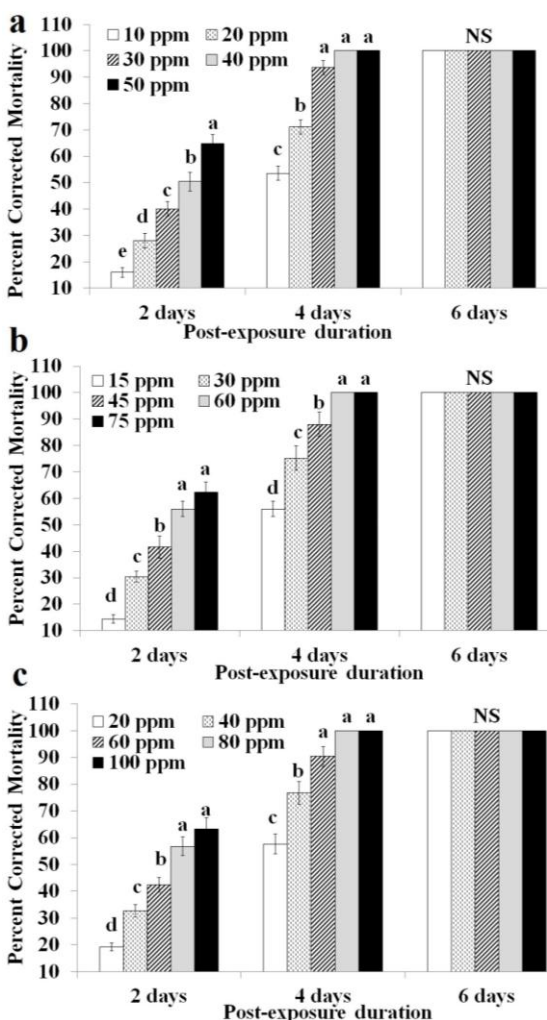 a
Percent Corrected Mortality
100
90
80
70
60
50
40
30
20
10
10 ppm 20 ppm
30 ppm 40 ppm
50 ppm
e d c b a
c b a a a
NS
2 days 4 days 6 days
Post-exposure duration
b
Percent Corrected Mortality
110
100
90
80
70
60
50
40
30
20
10
15 ppm 30 ppm
45 ppm 60 ppm
75 ppm
d c b a a
d c b a a
NS
2 days 4 days 6 days
Post-exposure duration
c
Percent Corrected Mortality
110
100
90
80
70
60
50
40
30
20
10
20 ppm 40 ppm
60 ppm 80 ppm
100 ppm
d c b a a
c b a a a
NS
2 days 4 days 6 days
Post-exposure duration